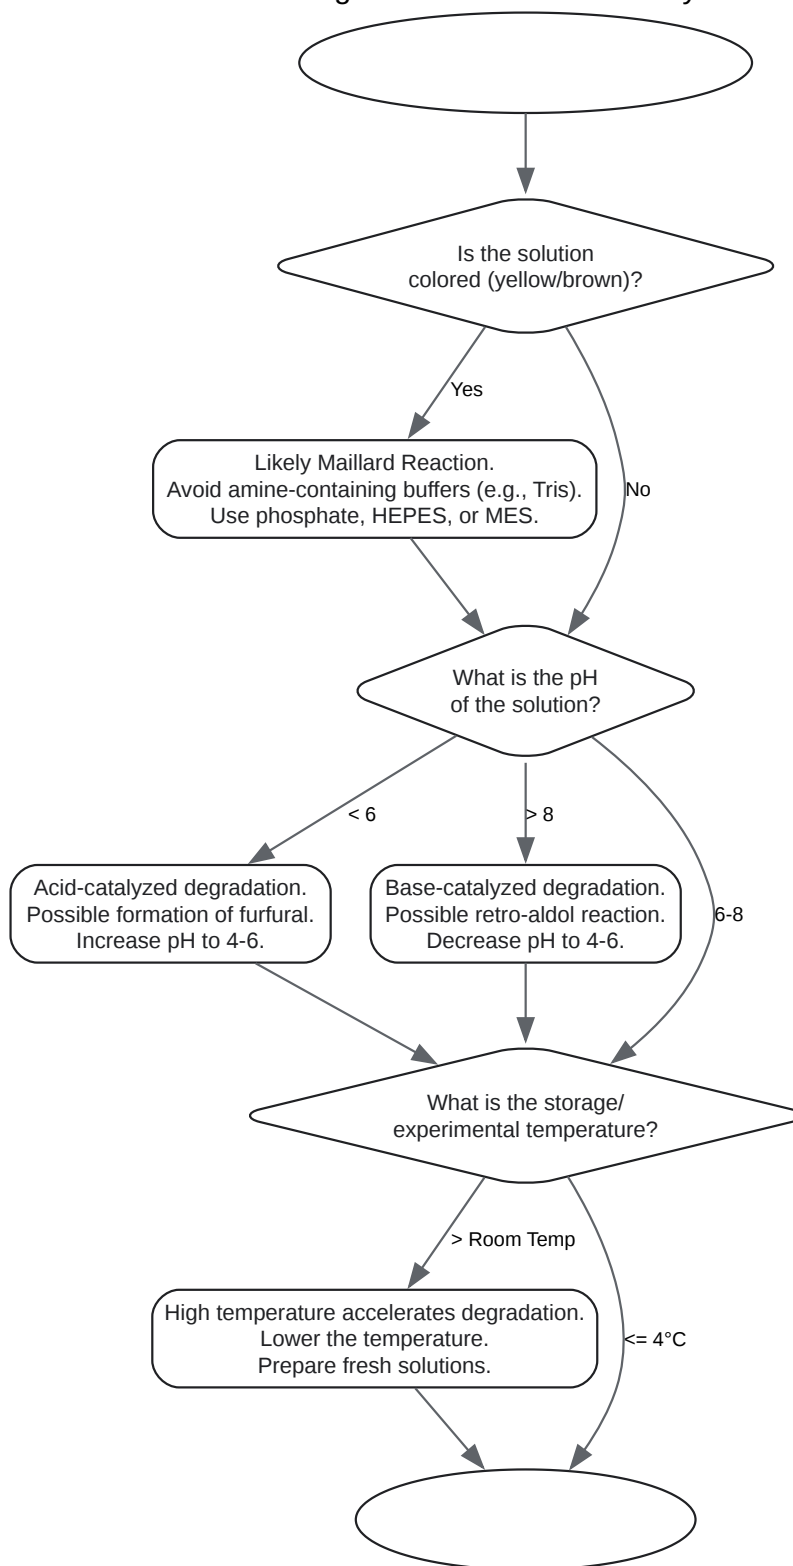 Is the solution
colored (yellow/brown)?
Yes
Likely Maillard Reaction.
Avoid amine-containing buffers (e.g., Tris).
Use phosphate, HEPES, or MES.
No
What is the pH
of the solution?
< 6
> 8
Acid-catalyzed degradation.
Possible formation of furfural.
Increase pH to 4-6.
Base-catalyzed degradation.
Possible retro-aldol reaction.
Decrease pH to 4-6.
6-8
What is the storage/
experimental temperature?
> Room Temp
High temperature accelerates degradation.
Lower the temperature.
Prepare fresh solutions.
<= 4°C